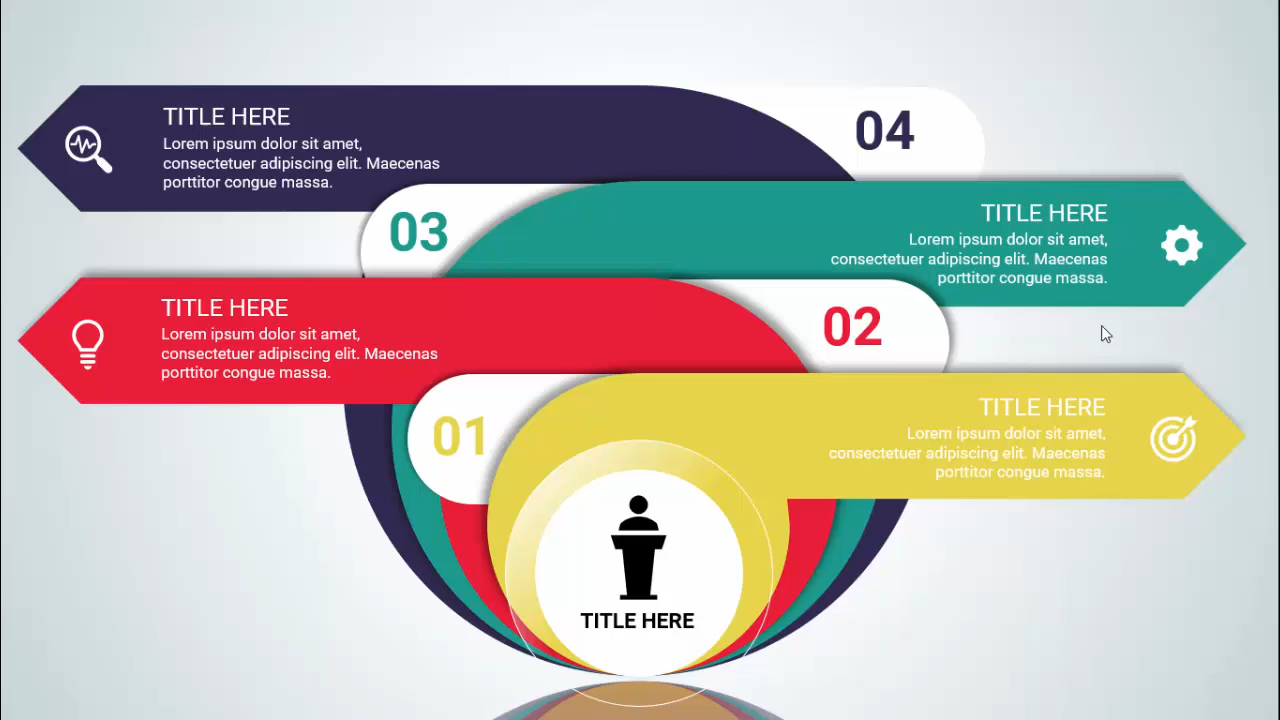 TITLE HERE
Lorem ipsum dolor sit amet,
consectetuer adipiscing elit. Maecenas
porttitor congue massa.
04
03
TITLE HERE
Lorem ipsum dolor sit amet,
consectetuer adipiscing elit. Maecenas
porttitor congue massa.
TITLE HERE
Lorem ipsum dolor sit amet,
consectetuer adipiscing elit. Maecenas
porttitor congue massa.
02
01
TITLE HERE
Lorem ipsum dolor sit amet,
consectetuer adipiscing elit. Maecenas
porttitor congue massa.
TITLE HERE